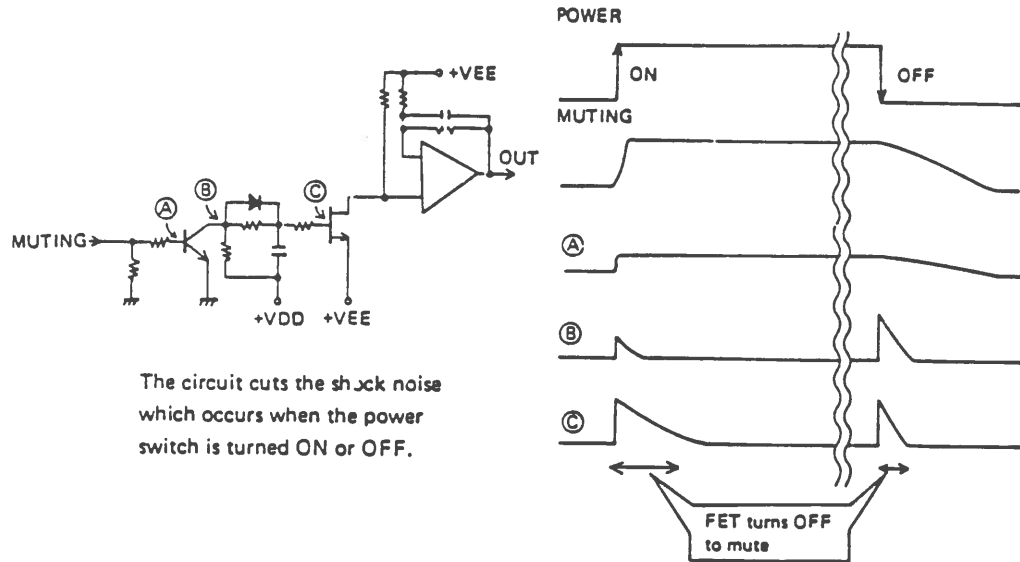 POWER
ON
OFF
MUTING
+VEE
OUT
MUTING
A
B
C
+VDD
+VEE
A
B
C
The circuit cuts the shock noise
which occurs when the power
switch is turned ON or OFF.
FET turns OFF
to mute